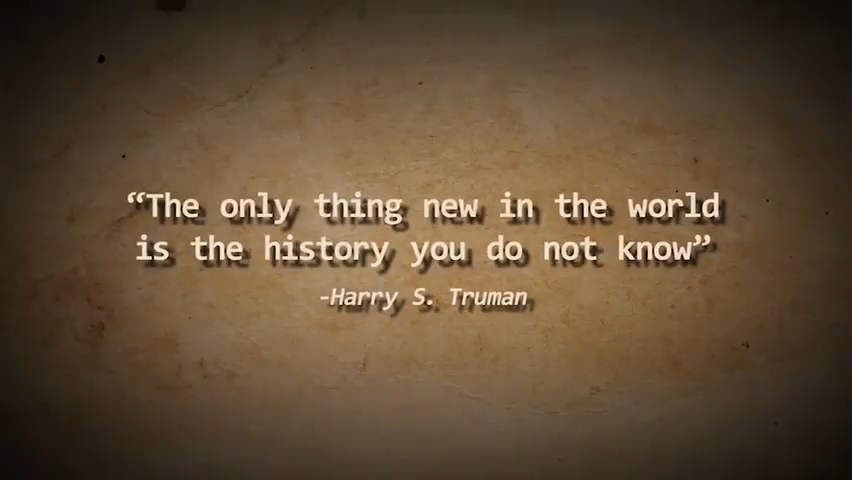 “The only thing new in the world
is the history you do not know”
-Harry S. Truman